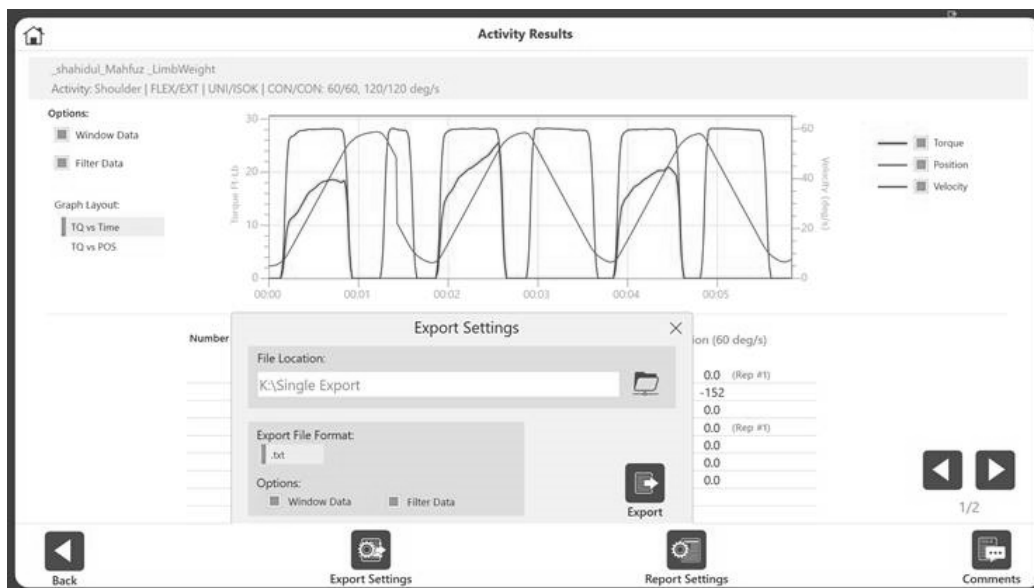 Activity Results
_shahidul_Mahfuz _LimbWeight
Activity: Shoulder | FLEX/EXT | UNI/ISOK | CON/CON: 60/60, 120/120 deg/s
Options:
Window Data
Filter Data
Graph Layout:
TQ vs Time
TQ vs POS
30
20
10
0
Torque Ft-Lb
60
40
20
0
Velocity (deg/s)
00:00 00:01 00:02 00:03 00:04 00:05
Torque
Position
Velocity
Number
ion (60 deg/s)
0.0 (Rep #1)
-152
0.0
0.0 (Rep #1)
0.0
0.0
0.0
Export Settings
File Location:
K:\Single Export
Export File Format:
.txt
Options:
Window Data Filter Data
Export
1/2
Back
Export Settings
Report Settings
Comments